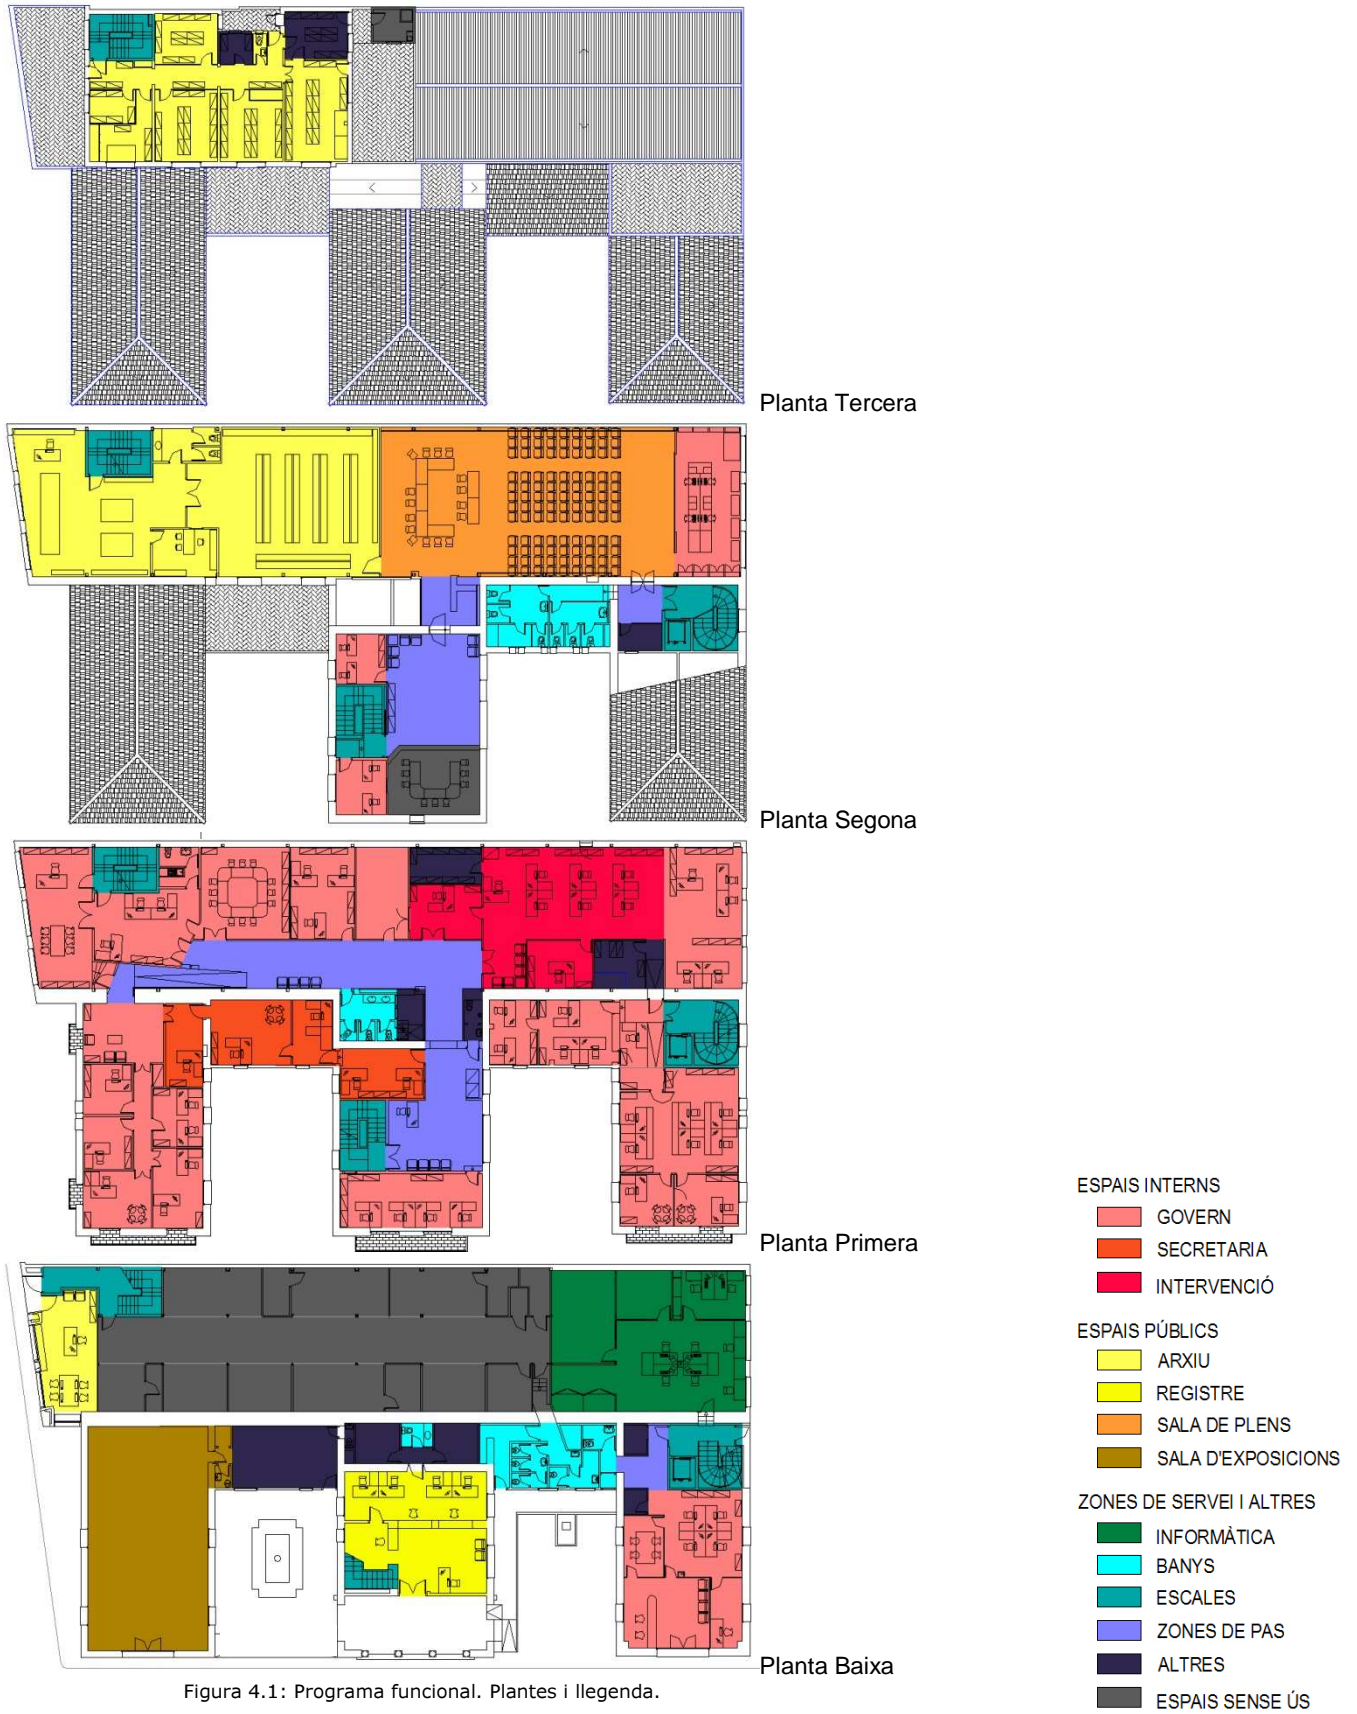 Planta Tercera
Planta Segona
Planta Primera
Planta Baixa
ESPAIS INTERNS
GOVERN
SECRETARIA
INTERVENCIÓ
ESPAIS PÚBLICS
ARXIU
REGISTRE
SALA DE PLENS
SALA D'EXPOSICIONS
ZONES DE SERVEI I ALTRES
INFORMÀTICA
BANYS
ESCALES
ZONES DE PAS
ALTRES
ESPAIS SENSE ÚS
Figura 4.1: Programa funcional. Plantes i llegenda.